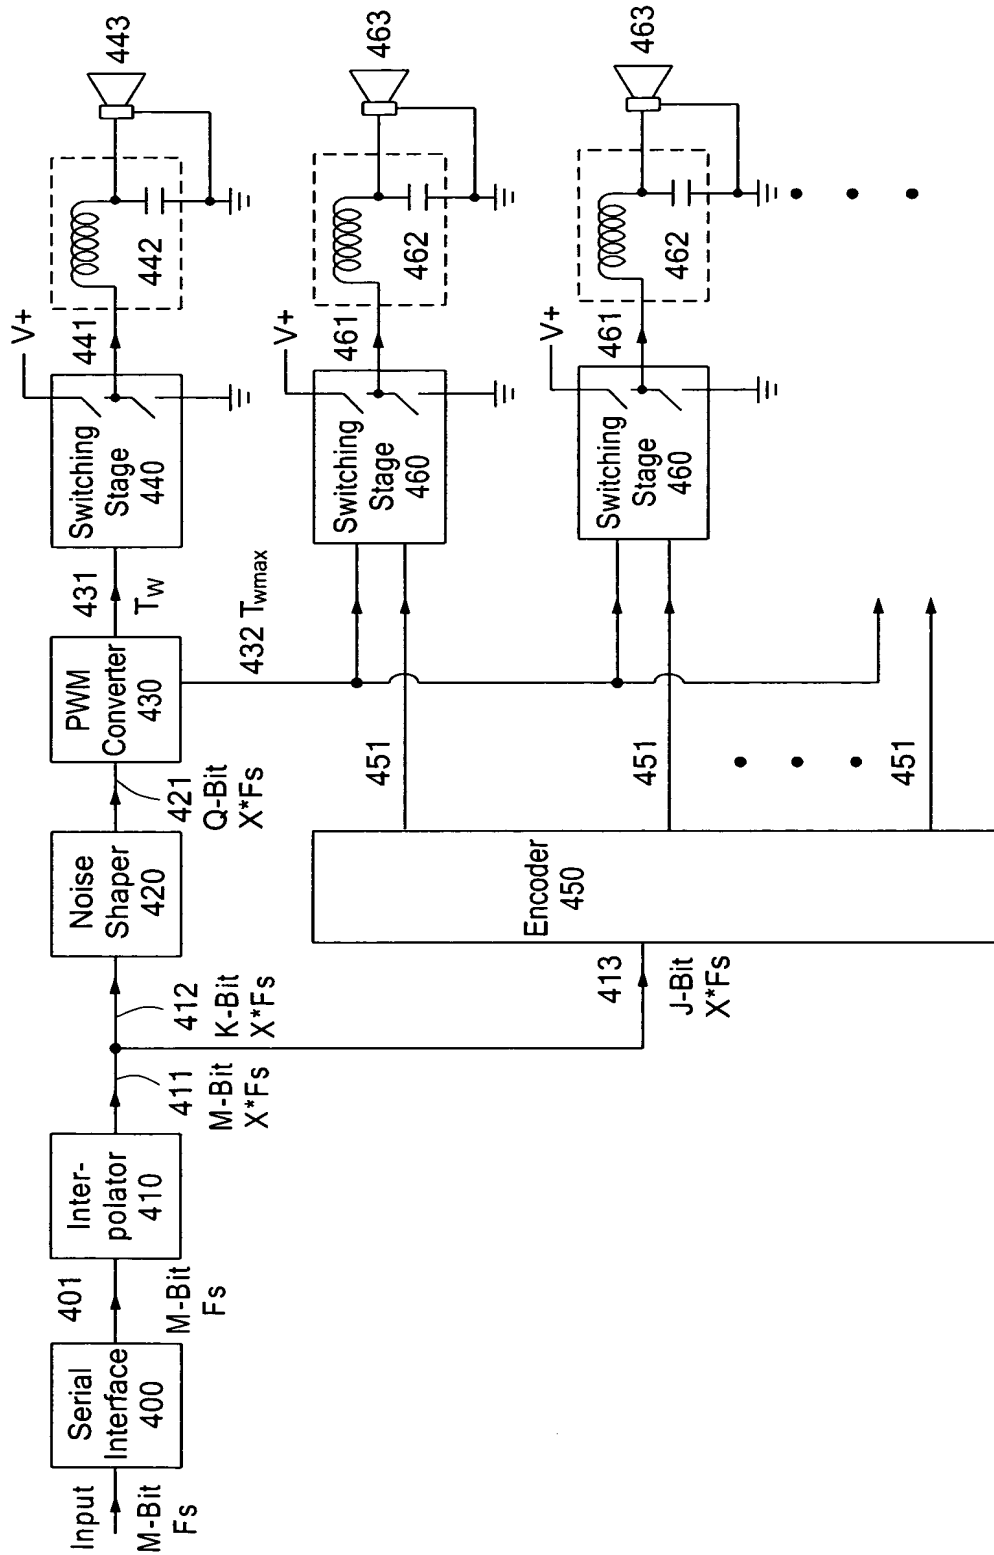 Input
M-Bit
Fs
Serial
Interface
400
401
M-Bit
Fs
Inter-
polator
410
411
M-Bit
X*Fs
412
K-Bit
X*Fs
Noise
Shaper
420
421
Q-Bit
X*Fs
PWM
Converter
430
431
Tw
Switching
Stage
440
V+
441
442
443
432 Twmax
413
J-Bit
X*Fs
Encoder
450
451
Switching
Stage
460
V+
461
462
463
451
Switching
Stage
460
V+
461
462
463
451